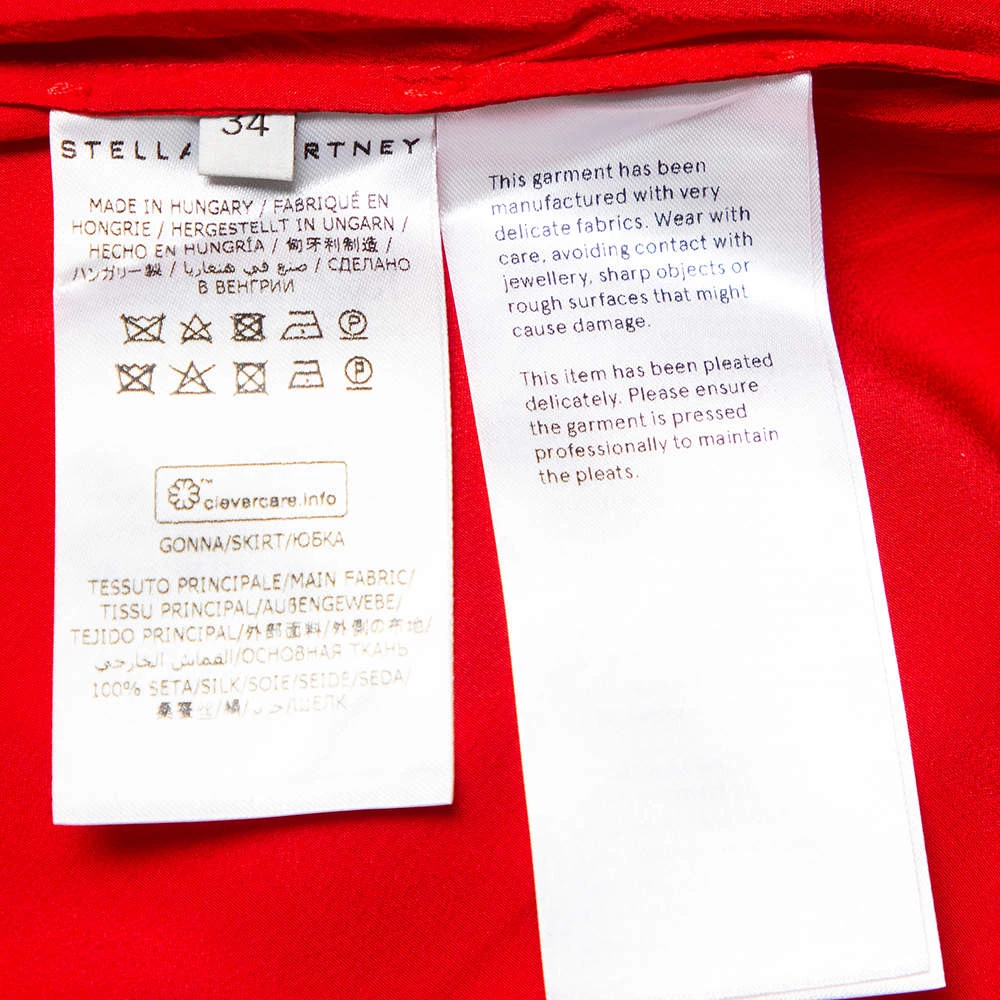 34
STELLA RTNEY
MADE IN HUNGARY / FABRIQUÉ EN
HONGRIE / HERGESTELLT IN UNGARN /
HECHO EN HUNGRÍA / 匈牙利制造 /
ハンガリー製 / صنع في هنغاريا / СДЕЛАНО
В ВЕНГРИИ
P
P
clevercare.info
GONNA/SKIRT/ЮБКА
TESSUTO PRINCIPALE/MAIN FABRIC/
TISSU PRINCIPAL/AUßENGEWEBE/
TEJIDO PRINCIPAL/外部面料/外側の布地/
القماش الخارجي/ОСНОВНАЯ ТКАНЬ
100% SETA/SILK/SOIE/SEIDE/SEDA/
桑蚕丝/絹/حرير/ШЕЛК
This garment has been
manufactured with very
delicate fabrics. Wear with
care, avoiding contact with
jewellery, sharp objects or
rough surfaces that might
cause damage.
This item has been pleated
delicately. Please ensure
the garment is pressed
professionally to maintain
the pleats.